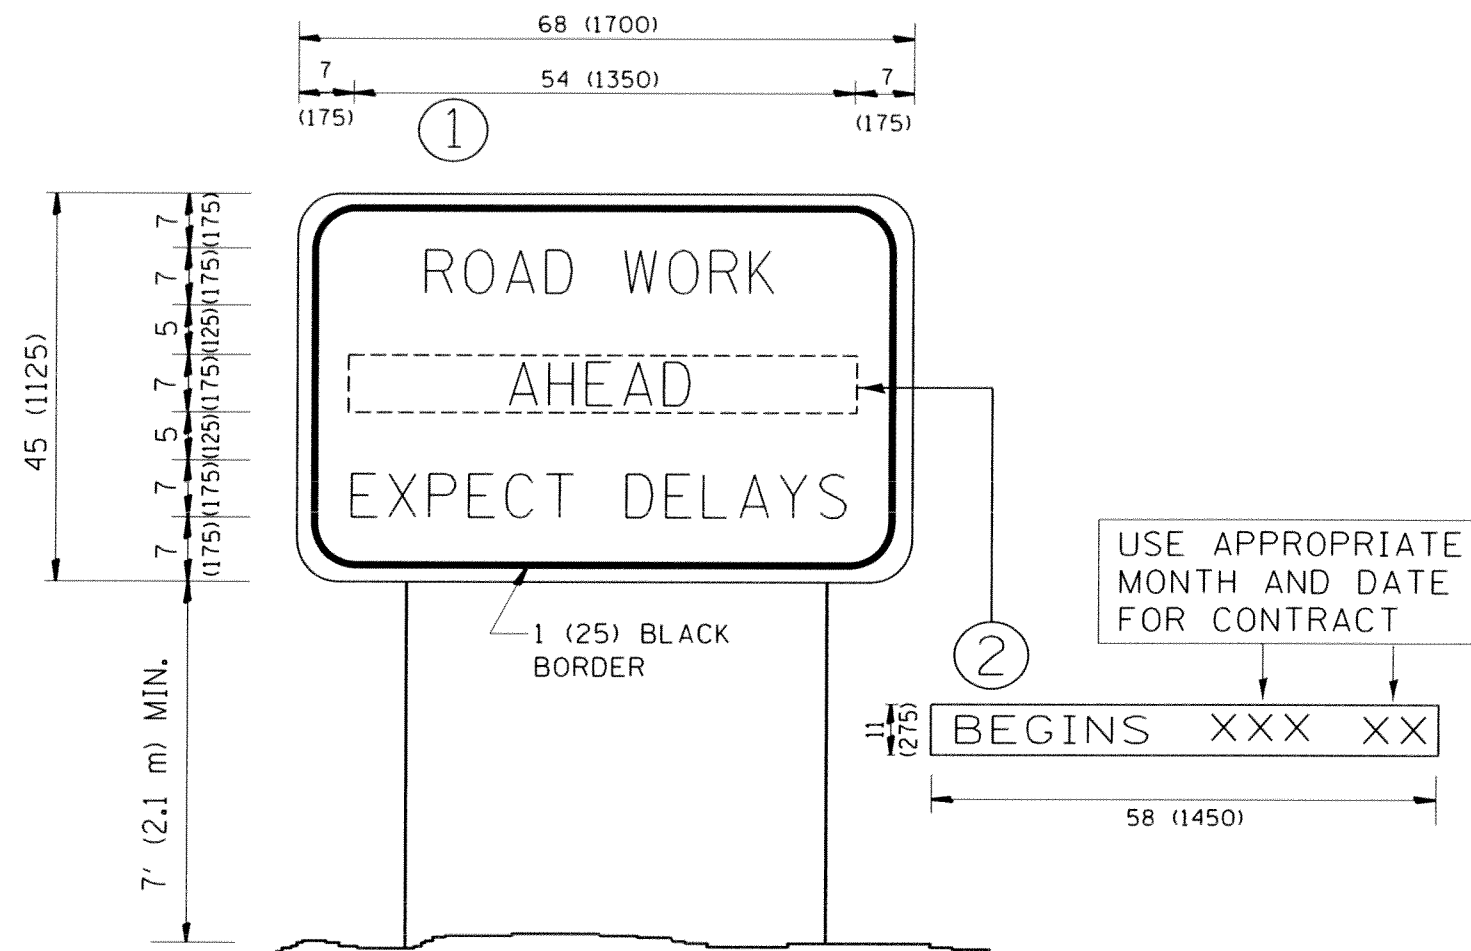 68 (1700)
7
54 (1350)
7
(175)
(175)
1
45 (1125)
7
(175)
7
(175)
5
(125)
7
(175)
5
(125)
7
(175)
7
(175)
ROAD WORK
AHEAD
EXPECT DELAYS
1 (25) BLACK
BORDER
7' (2.1 m) MIN.
USE APPROPRIATE
MONTH AND DATE
FOR CONTRACT
2
11
(275)
BEGINS XXX XX
58 (1450)